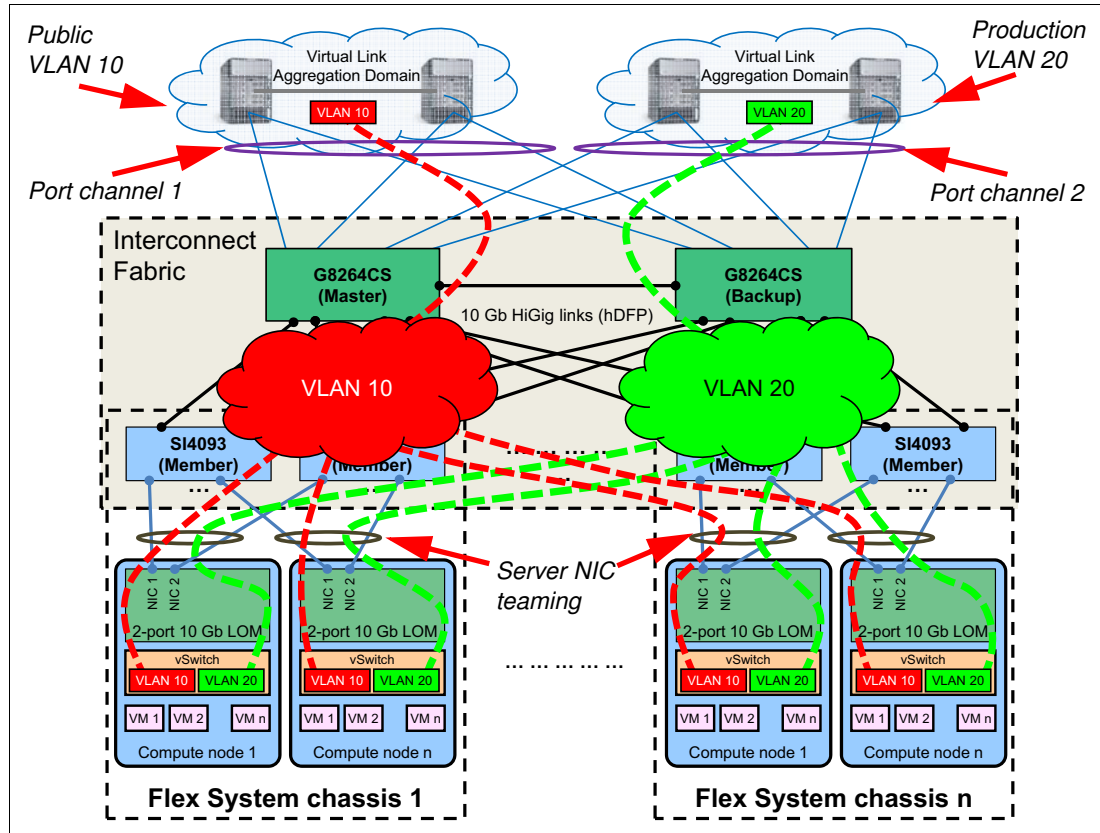 Public
VLAN 10
Production
VLAN 20
Virtual Link
Aggregation Domain
VLAN 10
Virtual Link
Aggregation Domain
VLAN 20
Port channel 1
Port channel 2
Interconnect
Fabric
G8264CS
(Master)
G8264CS
(Backup)
10 Gb HiGig links (hDFP)
VLAN 10
VLAN 20
SI4093
(Member)
...
(Member)
...
... ... ... ...
..
(Member)
...
SI4093
(Member)
...
Server NIC
teaming
NIC 1
NIC 2
2-port 10 Gb LOM
vSwitch
VLAN 10
VLAN 20
VM 1
VM 2
VM n
Compute node 1
NIC 1
NIC 2
2-port 10 Gb LOM
vSwitch
VLAN 10
VLAN 20
VM 1
VM 2
VM n
Compute node n
... ... ... ... ...
NIC 1
NIC 2
2-port 10 Gb LOM
vSwitch
VLAN 10
VLAN 20
VM 1
VM 2
VM n
Compute node 1
NIC 1
NIC 2
2-port 10 Gb LOM
vSwitch
VLAN 10
VLAN 20
VM 1
VM 2
VM n
Compute node n
Flex System chassis 1
Flex System chassis n